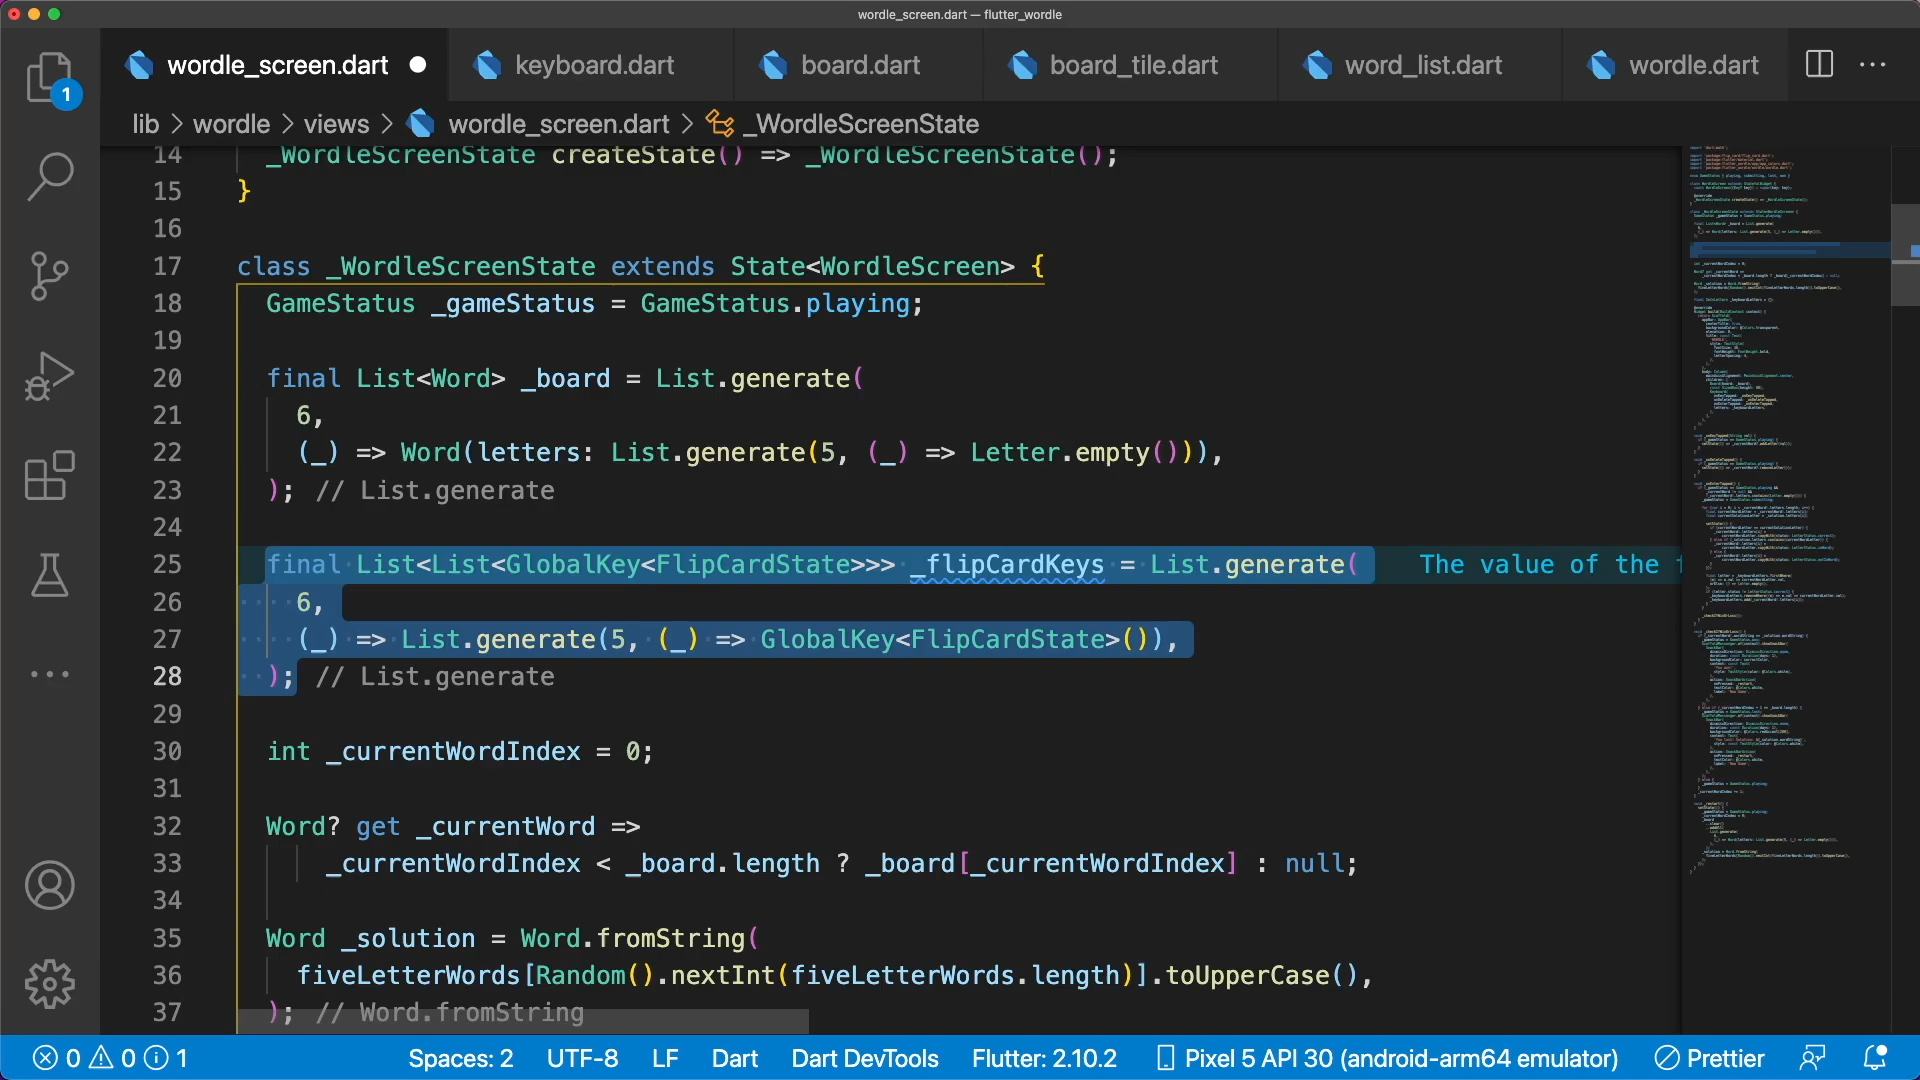 wordle_screen.dart — flutter_wordle
wordle_screen.dart keyboard.dart board.dart board_tile.dart word_list.dart wordle.dart
1
lib > wordle > views > wordle_screen.dart > _WordleScreenState
14 _WordleScreenState createState() => _WordleScreenState();
15 }
16
17 class _WordleScreenState extends State<WordleScreen> {
18 GameStatus _gameStatus = GameStatus.playing;
19
20 final List<Word> _board = List.generate(
21 6,
22 (_) => Word(letters: List.generate(5, (_) => Letter.empty())),
23 ); // List.generate
24
25 final List<List<GlobalKey<FlipCardState>>> _flipCardKeys = List.generate( The value of the
26 6,
27 (_) => List.generate(5, (_) => GlobalKey<FlipCardState>()),
28 ); // List.generate
29
30 int _currentWordIndex = 0;
31
32 Word? get _currentWord =>
33 _currentWordIndex < _board.length ? _board[_currentWordIndex] : null;
34
35 Word _solution = Word.fromString(
36 fiveLetterWords[Random().nextInt(fiveLetterWords.length)].toUpperCase(),
37 ); // Word.fromString
0 0 1 Spaces: 2 UTF-8 LF Dart Dart DevTools Flutter: 2.10.2 Pixel 5 API 30 (android-arm64 emulator) Prettier